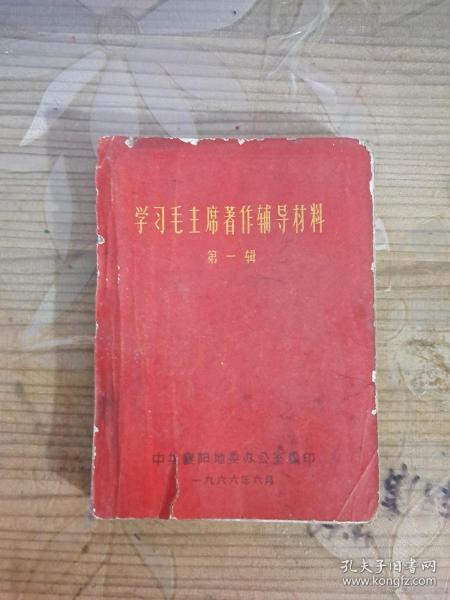 学习毛主席著作辅导材料
第一辑
中共襄阳地委办公室编印
一九六六年六月
孔夫子旧书网
www.kongfz.com